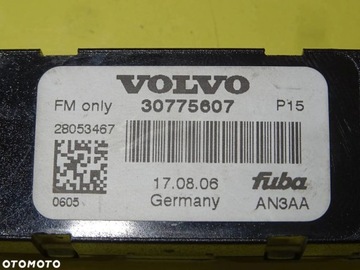 VOLVO
FM only 30775607 P15
28053467
17.08.06 fuba
0605 Germany AN3AA
OTOMOTO